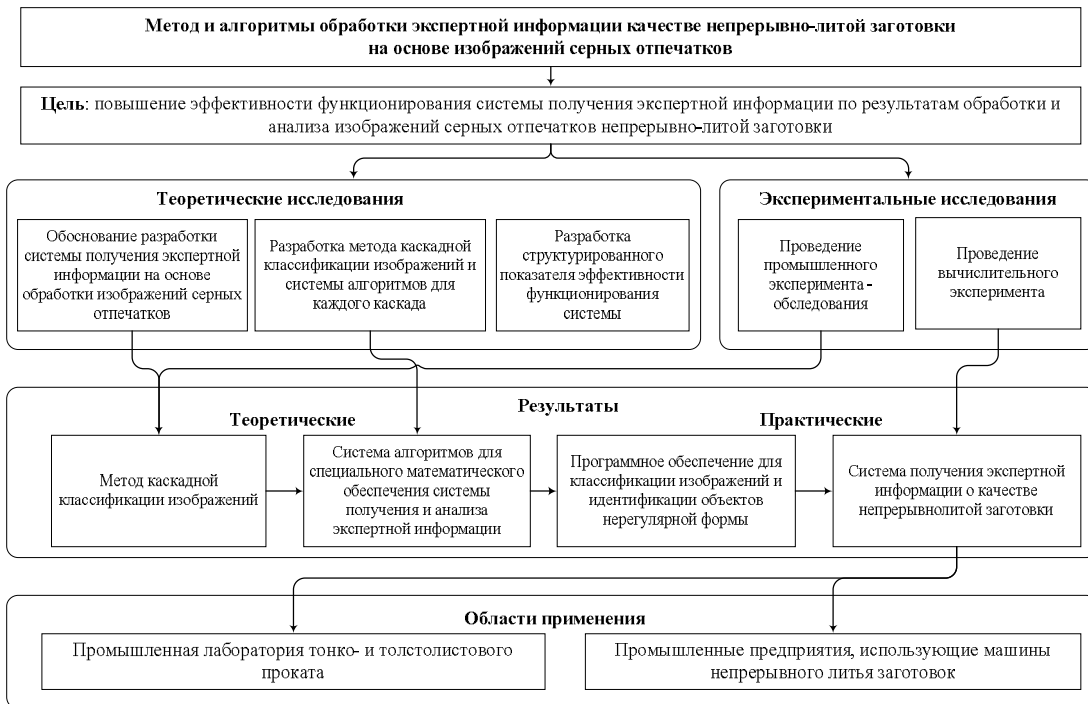 Метод и алгоритмы обработки экспертной информации качестве непрерывно-литой заготовки
на основе изображений серных отпечатков
Цель: повышение эффективности функционирования системы получения экспертной информации по результатам обработки и
анализа изображений серных отпечатков непрерывно-литой заготовки
Теоретические исследования
Обоснование разработки
системы получения экспертной
информации на основе
обработки изображений серных
отпечатков
Разработка метода каскадной
классификации изображений и
системы алгоритмов для
каждого каскада
Разработка
структурированного
показателя эффективности
функционирования
системы
Экспериментальные исследования
Проведение
промышленного
эксперимента-
обследования
Проведение
вычислительного
эксперимента
Результаты
Теоретические
Практические
Метод каскадной
классификации изображений
Система алгоритмов для
специального математического
обеспечения системы
получения и анализа
экспертной информации
Программное обеспечение для
классификации изображений и
идентификации объектов
нерегулярной формы
Система получения экспертной
информации о качестве
непрерывнолитой заготовки
Области применения
Промышленная лаборатория тонко- и толстолистового
проката
Промышленные предприятия, использующие машины
непрерывного литья заготовок